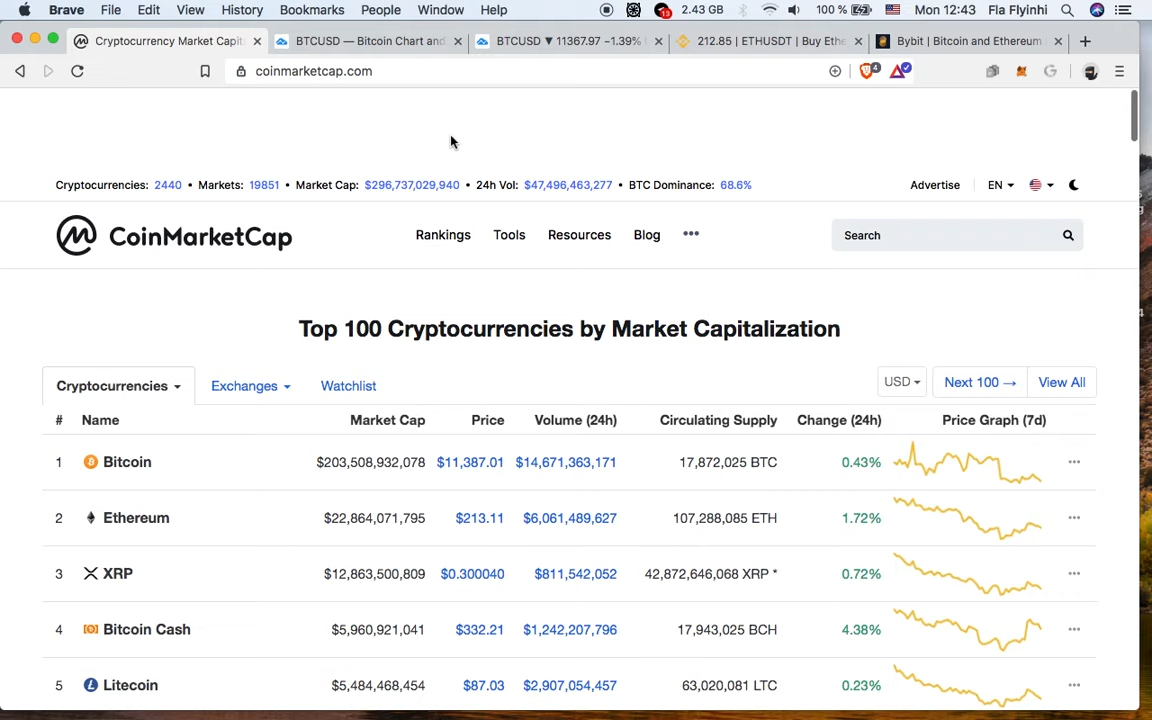 Brave File Edit View History Bookmarks People Window Help 13 2.43 GB 100 % Mon 12:43 Fla Flyinhi
Cryptocurrency Market Capit BTCUSD — Bitcoin Chart and BTCUSD ▼ 11367.97 −1.39% 212.85 | ETHUSDT | Buy Ethe Bybit | Bitcoin and Ethereum
coinmarketcap.com 4
Cryptocurrencies: 2440 • Markets: 19851 • Market Cap: $296,737,029,940 • 24h Vol: $47,496,463,277 • BTC Dominance: 68.6% Advertise EN
CoinMarketCap Rankings Tools Resources Blog ••• Search
Top 100 Cryptocurrencies by Market Capitalization
Cryptocurrencies Exchanges Watchlist USD Next 100 → View All
# Name Market Cap Price Volume (24h) Circulating Supply Change (24h) Price Graph (7d)
1 Bitcoin $203,508,932,078 $11,387.01 $14,671,363,171 17,872,025 BTC 0.43%
2 Ethereum $22,864,071,795 $213.11 $6,061,489,627 107,288,085 ETH 1.72%
3 XRP $12,863,500,809 $0.300040 $811,542,052 42,872,646,068 XRP * 0.72%
4 Bitcoin Cash $5,960,921,041 $332.21 $1,242,207,796 17,943,025 BCH 4.38%
5 Litecoin $5,484,468,454 $87.03 $2,907,054,457 63,020,081 LTC 0.23%